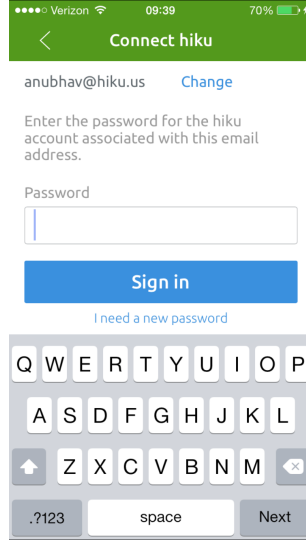 Verizon 09:39 70%
Connect hiku
anubhav@hiku.us Change
Enter the password for the hiku
account associated with this email
address.
Password
Sign in
I need a new password
Q W E R T Y U I O P
A S D F G H J K L
Z X C V B N M
.?123 space Next